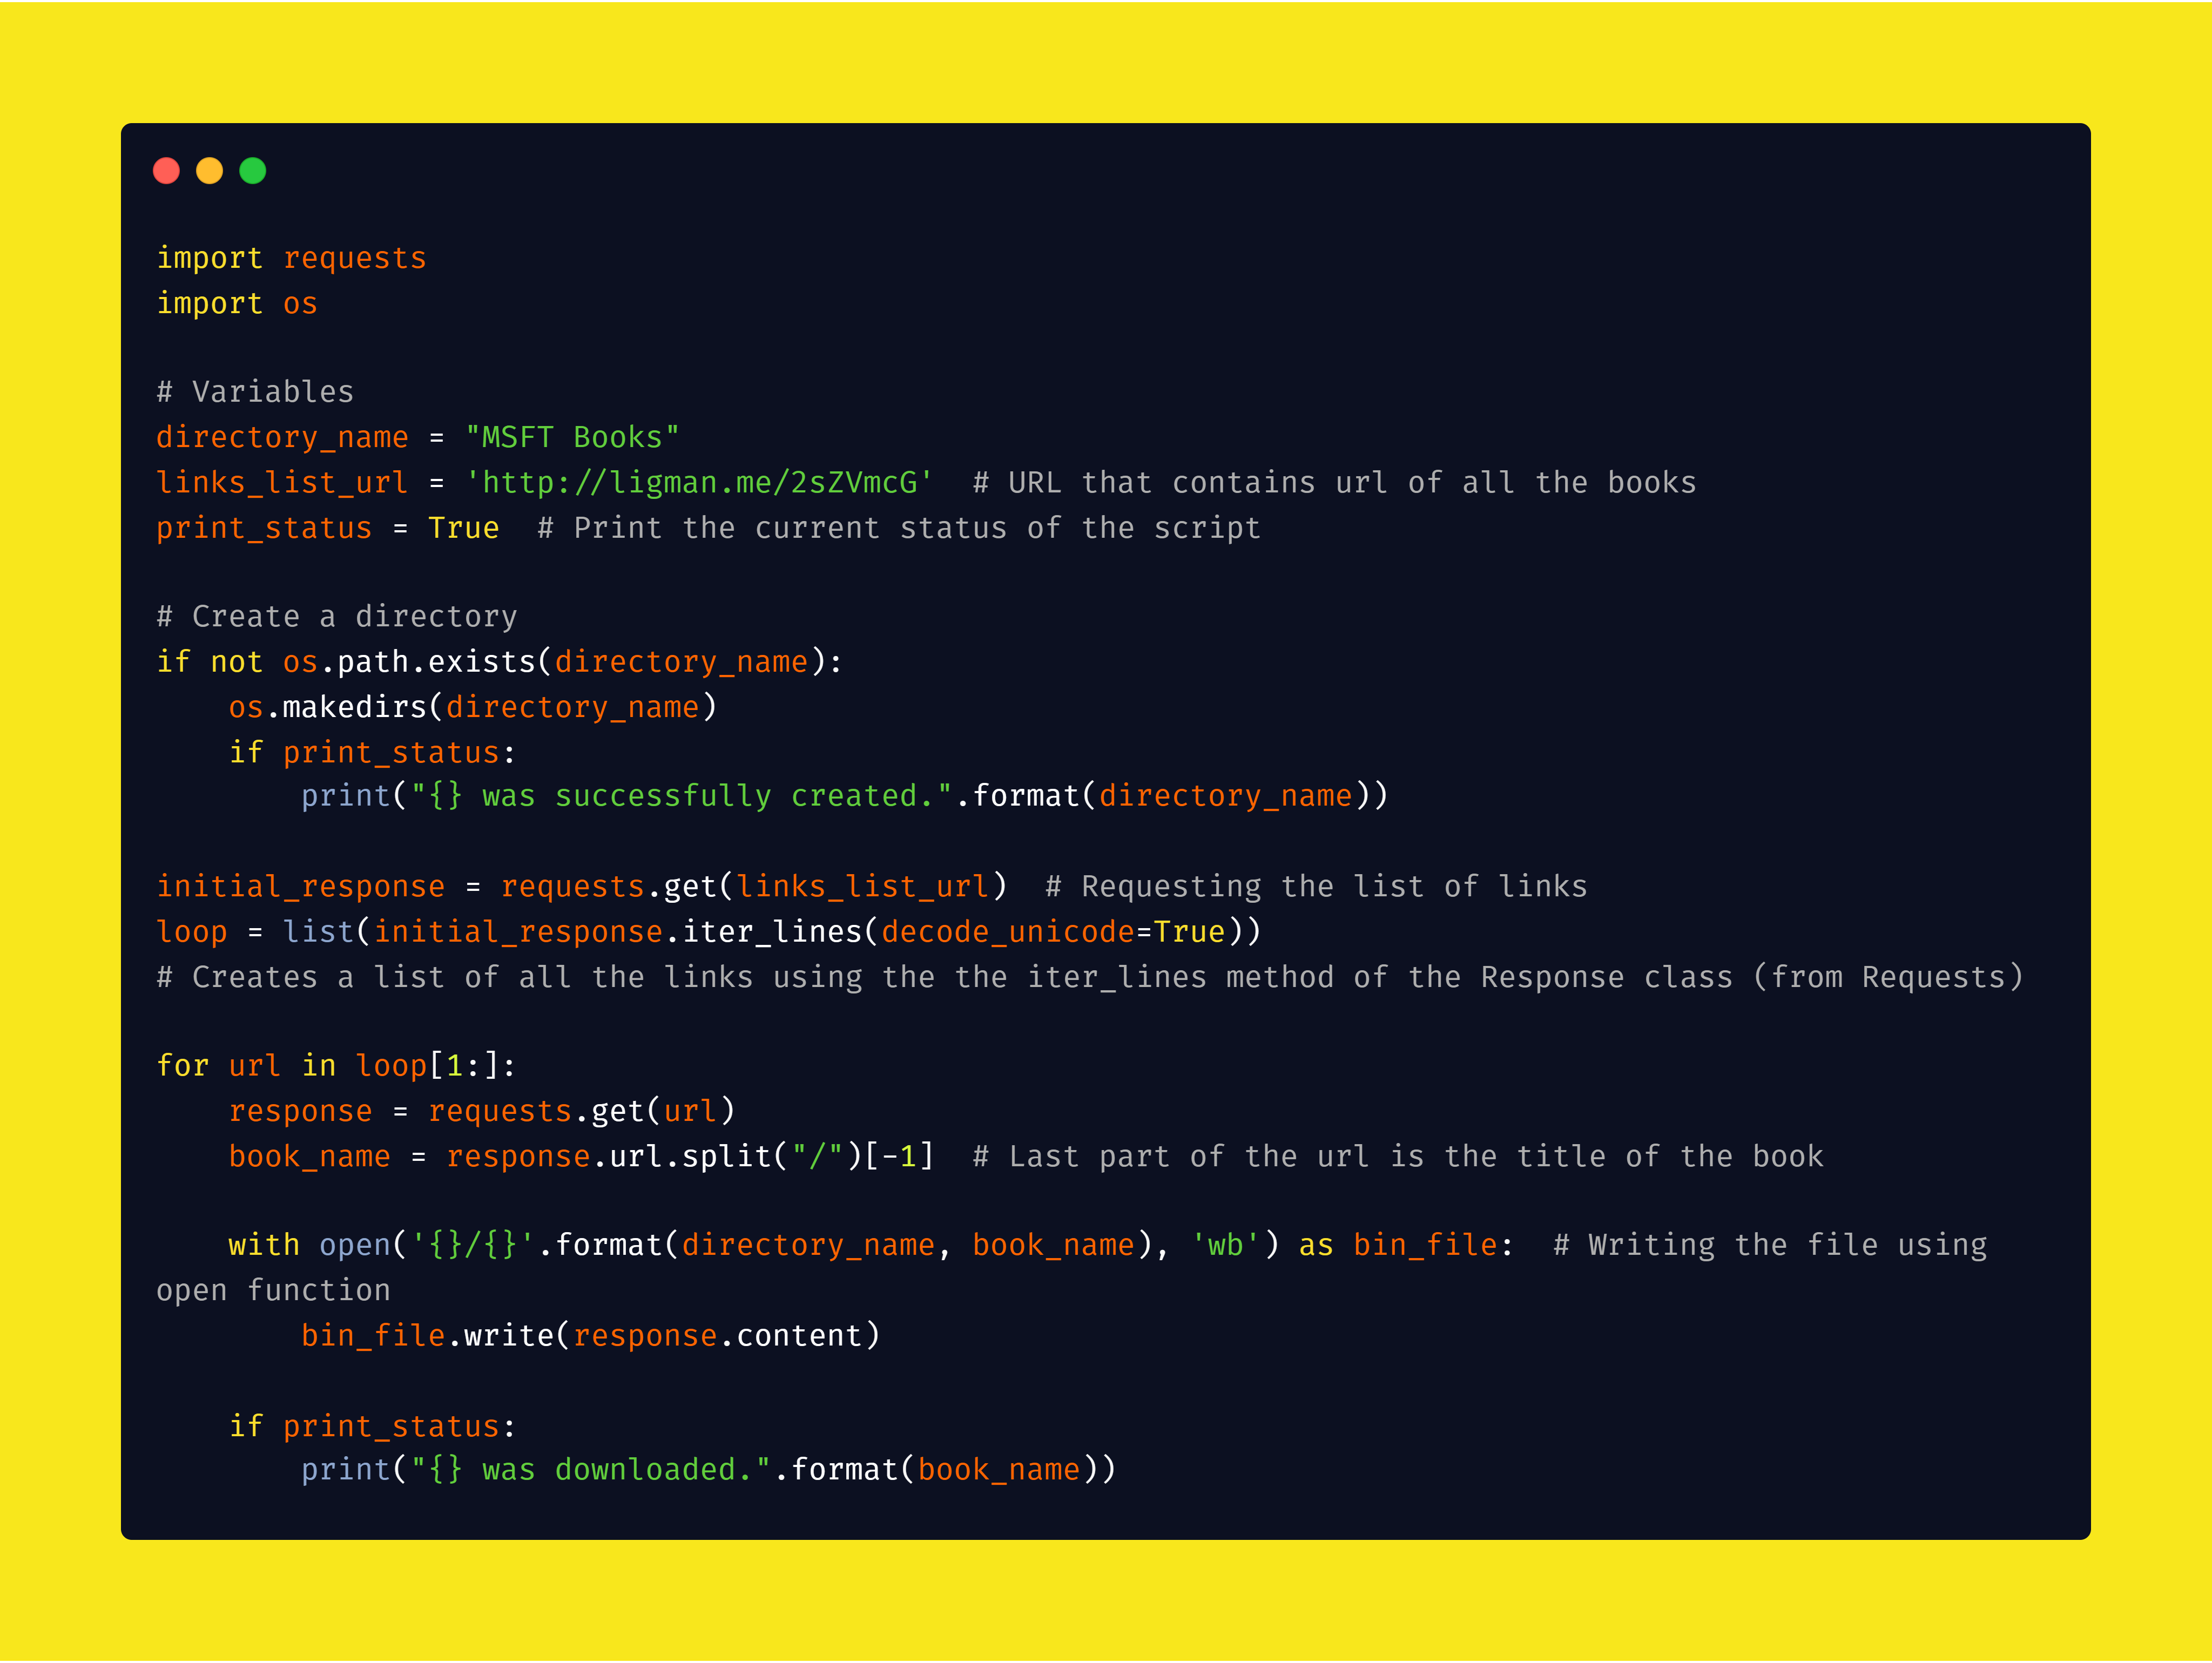 import requests
import os

# Variables
directory_name = "MSFT Books"
links_list_url = 'http://ligman.me/2sZVmcG'  # URL that contains url of all the books
print_status = True  # Print the current status of the script

# Create a directory
if not os.path.exists(directory_name):
    os.makedirs(directory_name)
    if print_status:
        print("{} was successfully created.".format(directory_name))

initial_response = requests.get(links_list_url)  # Requesting the list of links
loop = list(initial_response.iter_lines(decode_unicode=True))
# Creates a list of all the links using the the iter_lines method of the Response class (from Requests)

for url in loop[1:]:
    response = requests.get(url)
    book_name = response.url.split("/")[-1]  # Last part of the url is the title of the book

    with open('{}/{}'.format(directory_name, book_name), 'wb') as bin_file:  # Writing the file using
open function
        bin_file.write(response.content)

    if print_status:
        print("{} was downloaded.".format(book_name))